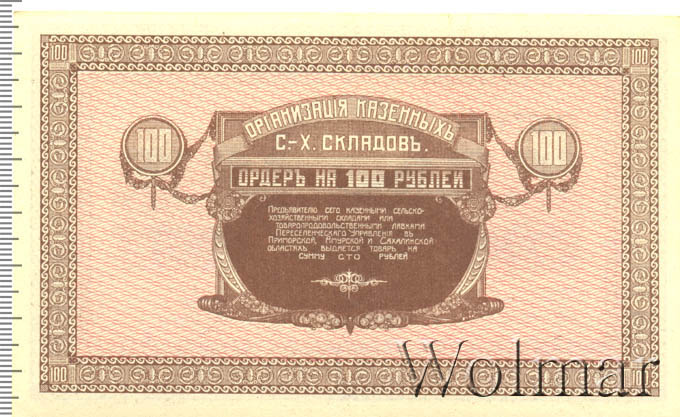 100 100
ОРГАНИЗАЦІЯ КАЗЕННЫХЪ
С.-Х. СКЛАДОВЪ.
100 100
ОРДЕРЪ НА 100 РУБЛЕЙ
ПРЕДЪЯВИТЕЛЮ СЕГО КАЗЕННЫМИ СЕЛЬСКО-
ХОЗЯЙСТВЕННЫМИ СКЛАДАМИ ИЛИ
ТОВАРОПРОДОВОЛЬСТВЕННЫМИ ЛАВКАМИ
ПЕРЕСЕЛЕНЧЕСКАГО УПРАВЛЕНІЯ ВЪ
ПРИМОРСКОЙ, АМУРСКОЙ И САХАЛИНСКОЙ
ОБЛАСТЯХЪ ВЫДАЕТСЯ ТОВАРЪ НА
СУММУ СТО РУБЛЕЙ
100 100
Wolmar